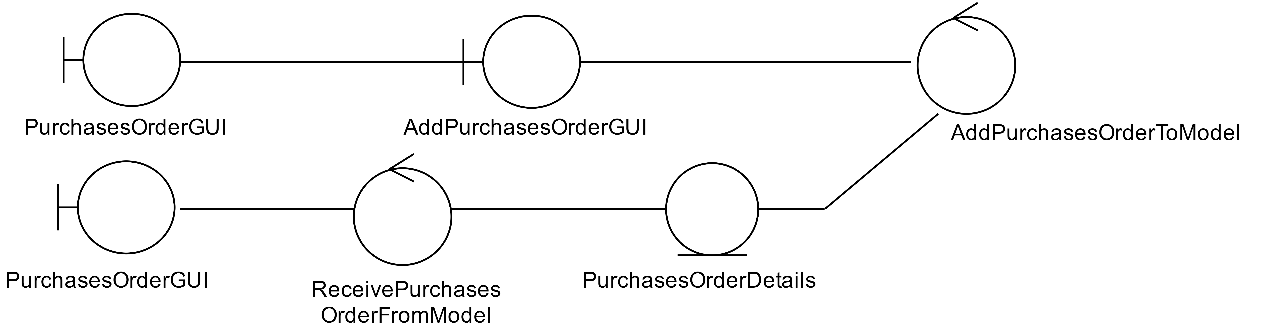 PurchasesOrderGUI
AddPurchasesOrderGUI
AddPurchasesOrderToModel
PurchasesOrderGUI
ReceivePurchases
OrderFromModel
PurchasesOrderDetails